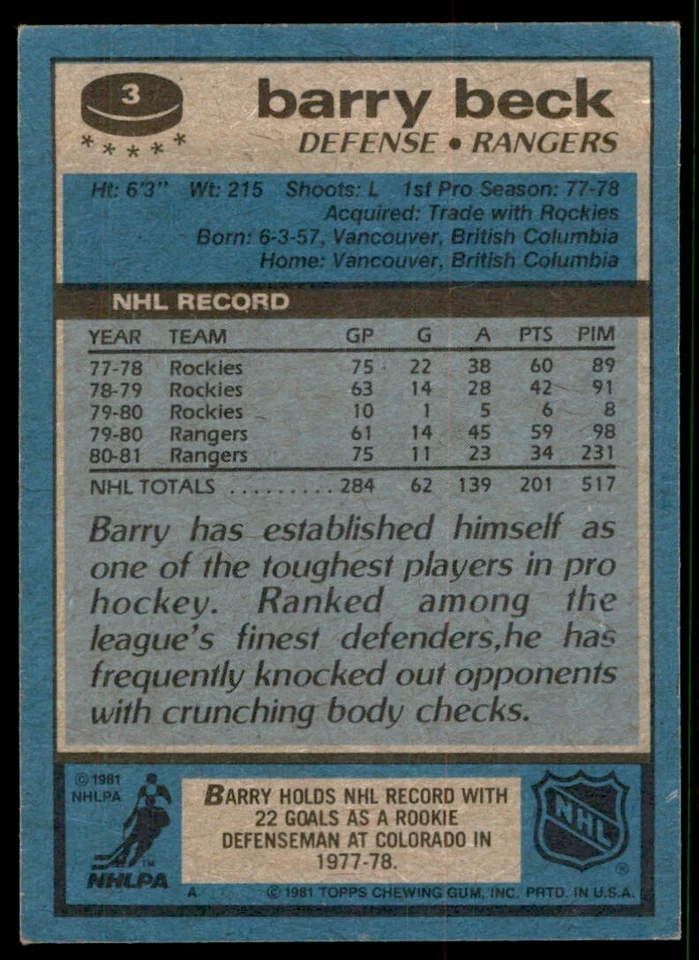 3
★★★★★
barry beck
DEFENSE • RANGERS
Ht: 6'3" Wt: 215 Shoots: L 1st Pro Season: 77-78
Acquired: Trade with Rockies
Born: 6-3-57, Vancouver, British Columbia
Home: Vancouver, British Columbia
NHL RECORD
YEAR TEAM GP G A PTS PIM
77-78 Rockies 75 22 38 60 89
78-79 Rockies 63 14 28 42 91
79-80 Rockies 10 1 5 6 8
79-80 Rangers 61 14 45 59 98
80-81 Rangers 75 11 23 34 231
NHL TOTALS .......... 284 62 139 201 517
Barry has established himself as
one of the toughest players in pro
hockey. Ranked among the
league's finest defenders,he has
frequently knocked out opponents
with crunching body checks.
© 1981
NHLPA
TM
NHLPA
BARRY HOLDS NHL RECORD WITH
22 GOALS AS A ROOKIE
DEFENSEMAN AT COLORADO IN
1977-78.
NHL
®
A © 1981 TOPPS CHEWING GUM, INC. PRTD. IN U.S.A.